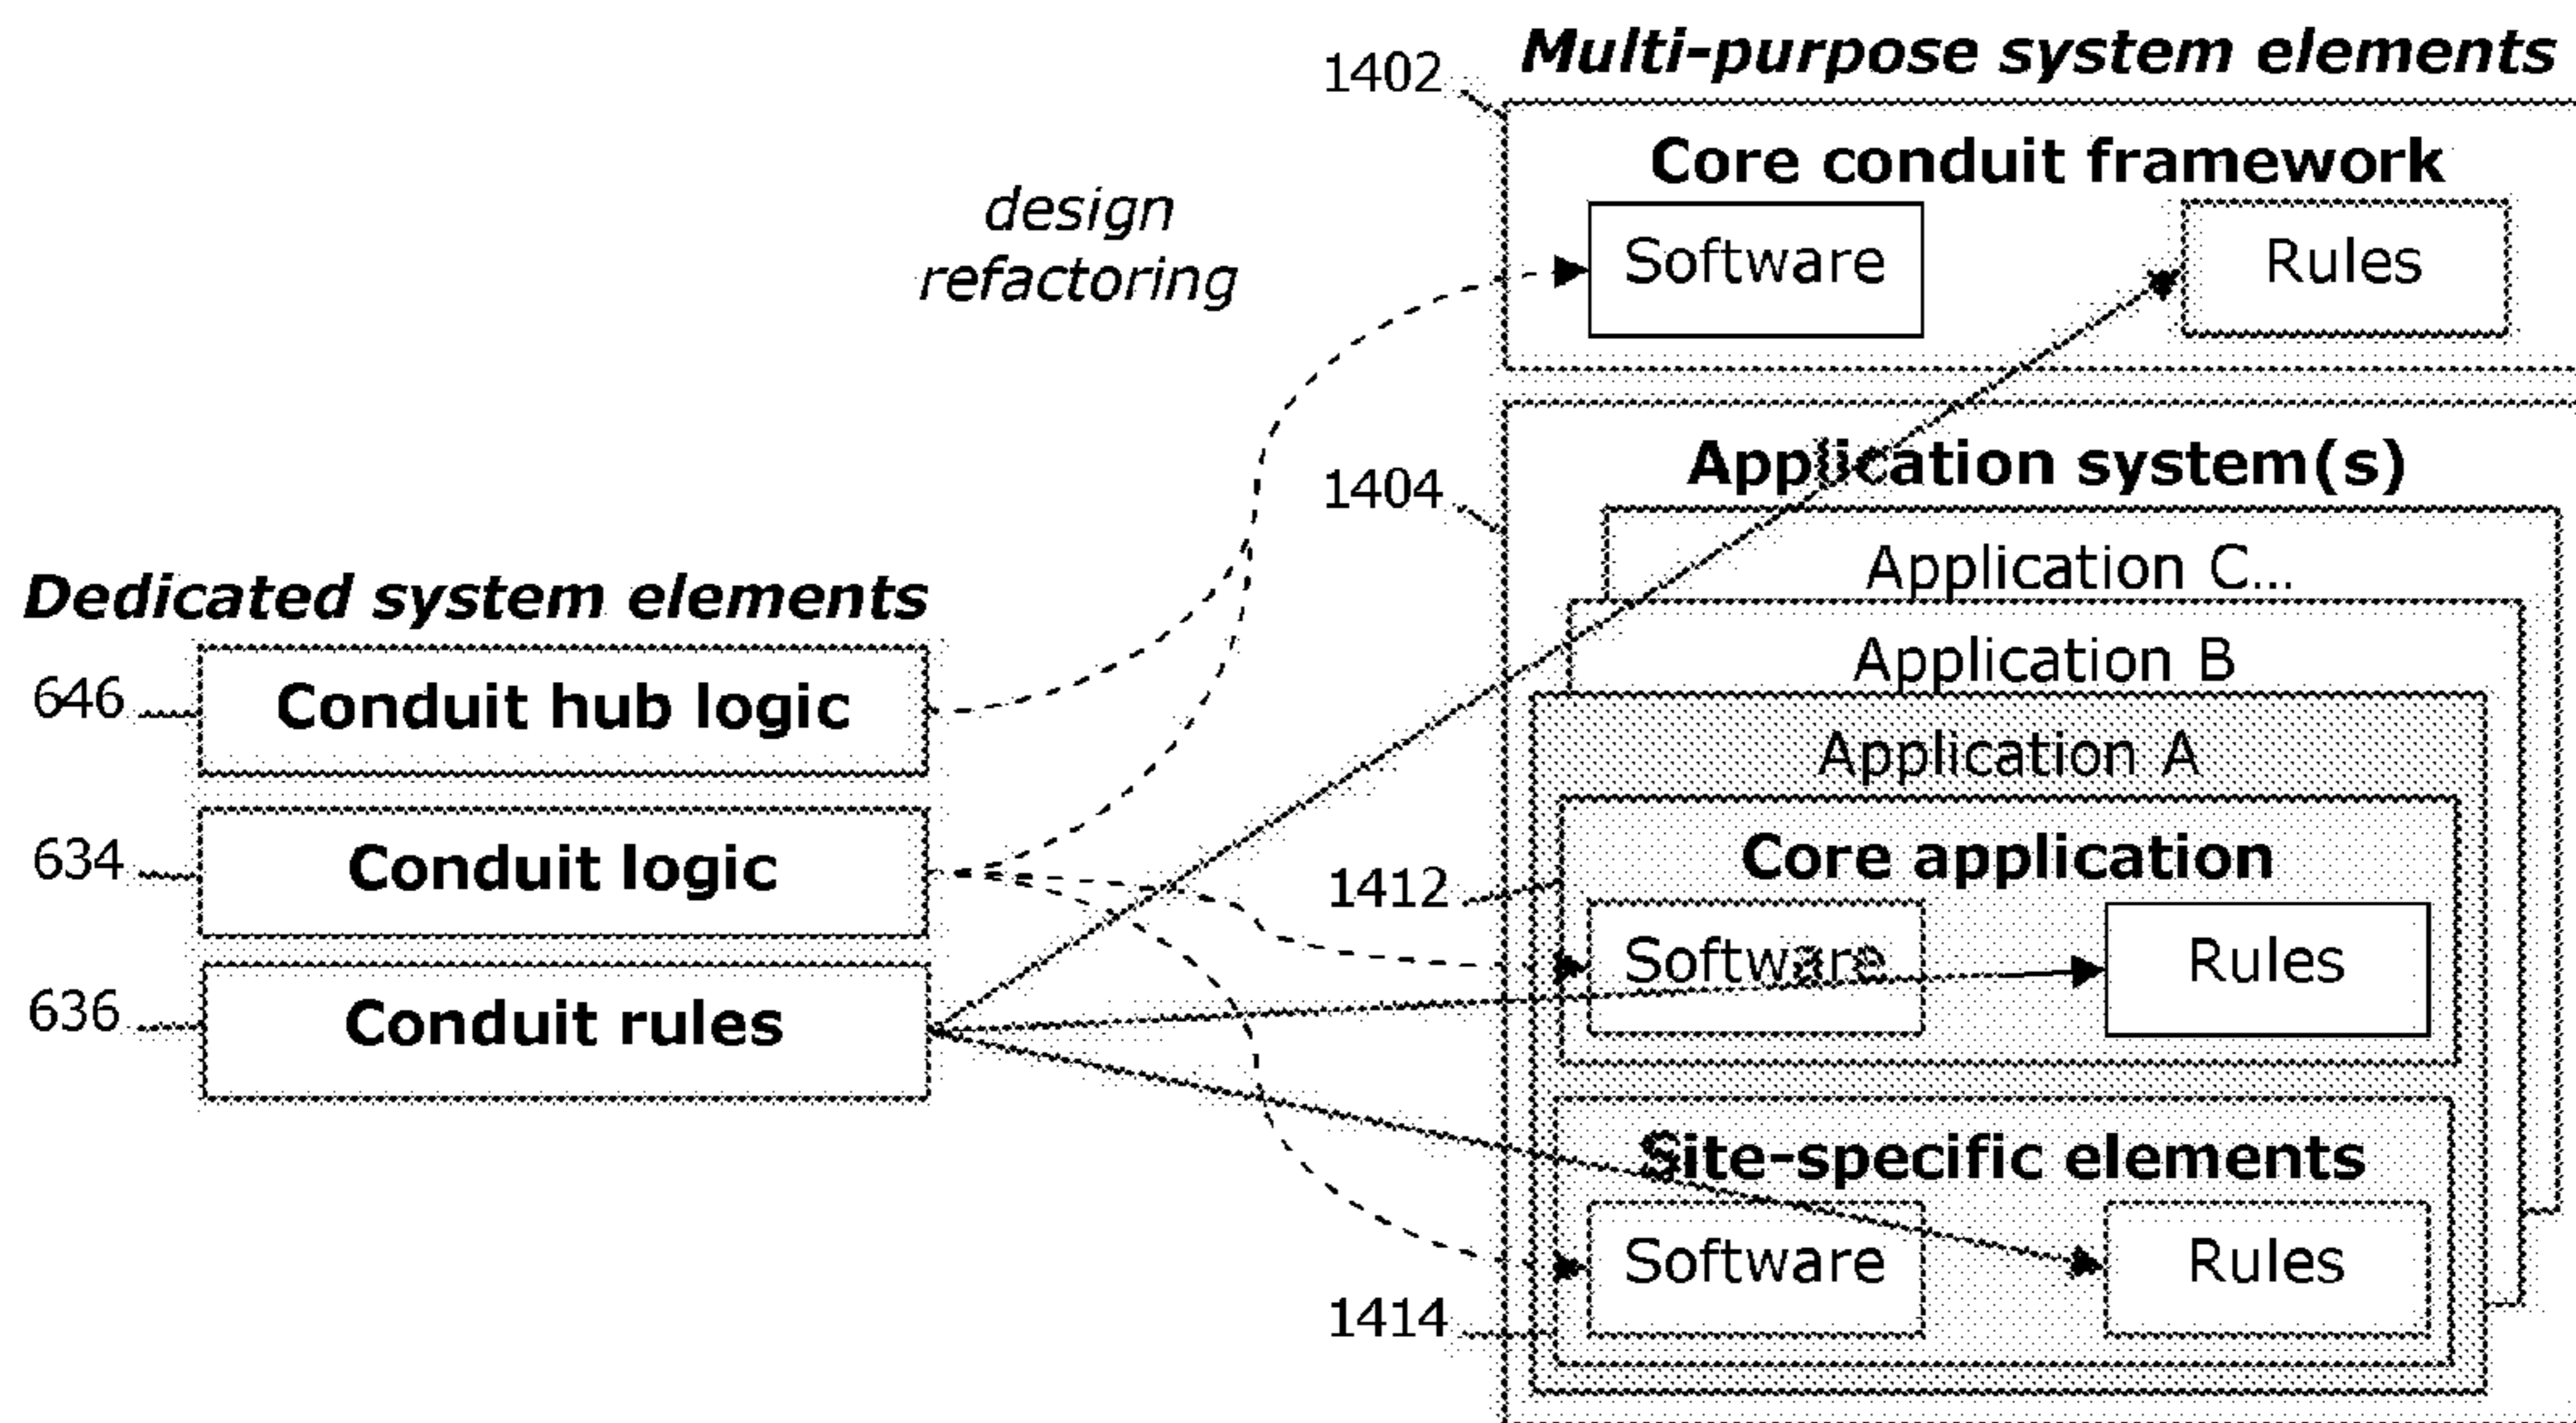 Multi-purpose system elements
1402
Core conduit framework
design
refactoring
Software
Rules
1404
Application system(s)
Application C...
Dedicated system elements
Application B
646
Conduit hub logic
Application A
634
Conduit logic
1412
Core application
Software
Rules
636
Conduit rules
Site-specific elements
Software
Rules
1414